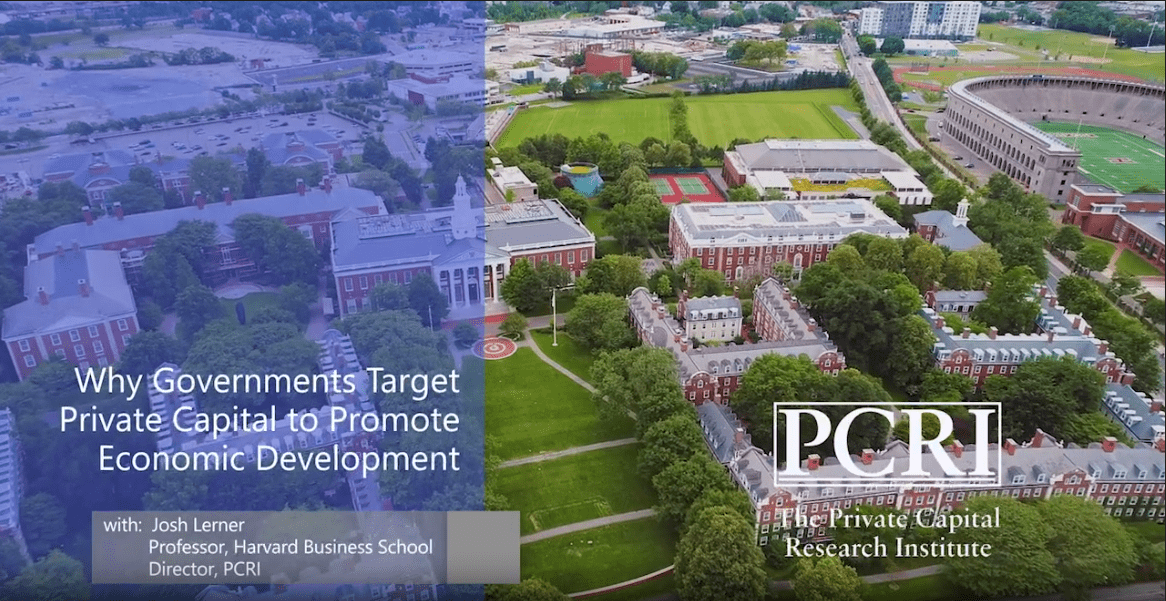 Why Governments Target
Private Capital to Promote
Economic Development
with: Josh Lerner
Professor, Harvard Business School
Director, PCRI
PCRI
The Private Capital
Research Institute